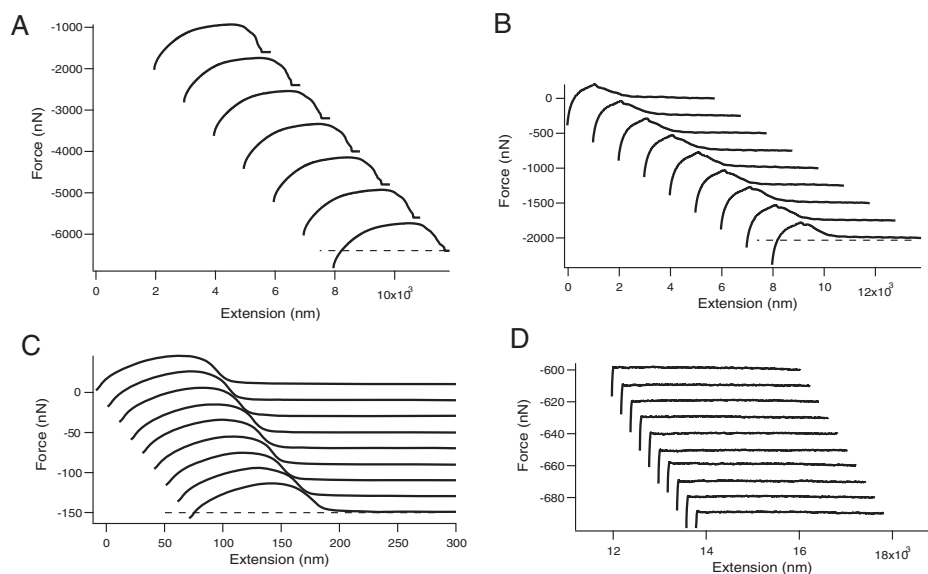 A
-1000
-2000
-3000
-4000
-5000
-6000
Force (nN)
0
2
4
6
8
10x10³
Extension (nm)
B
0
-500
-1000
-1500
-2000
Force (nN)
0
2
4
6
8
10
12x10³
Extension (nm)
C
0
-50
-100
-150
Force (nN)
0
50
100
150
200
250
300
Extension (nm)
D
-600
-620
-640
-660
-680
Force (nN)
12
14
16
18x10³
Extension (nm)